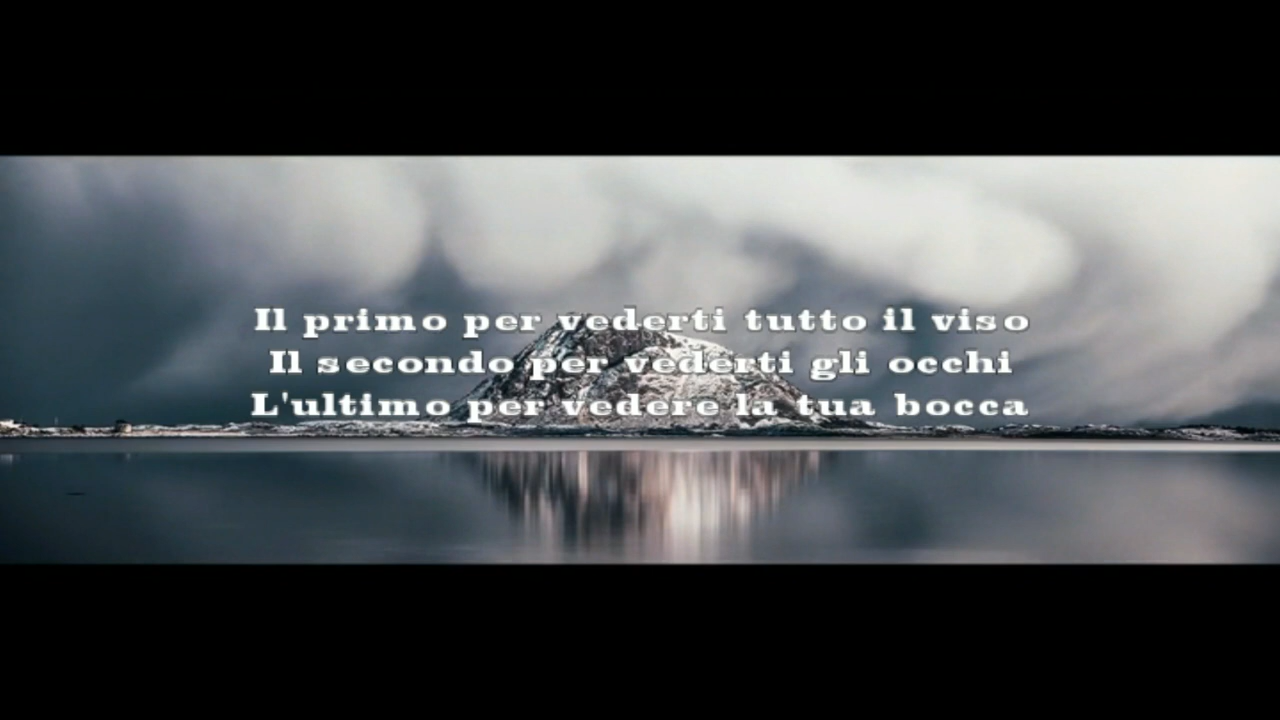 Il primo per vederti tutto il viso
Il secondo per vederti gli occhi
L'ultimo per vedere la tua bocca